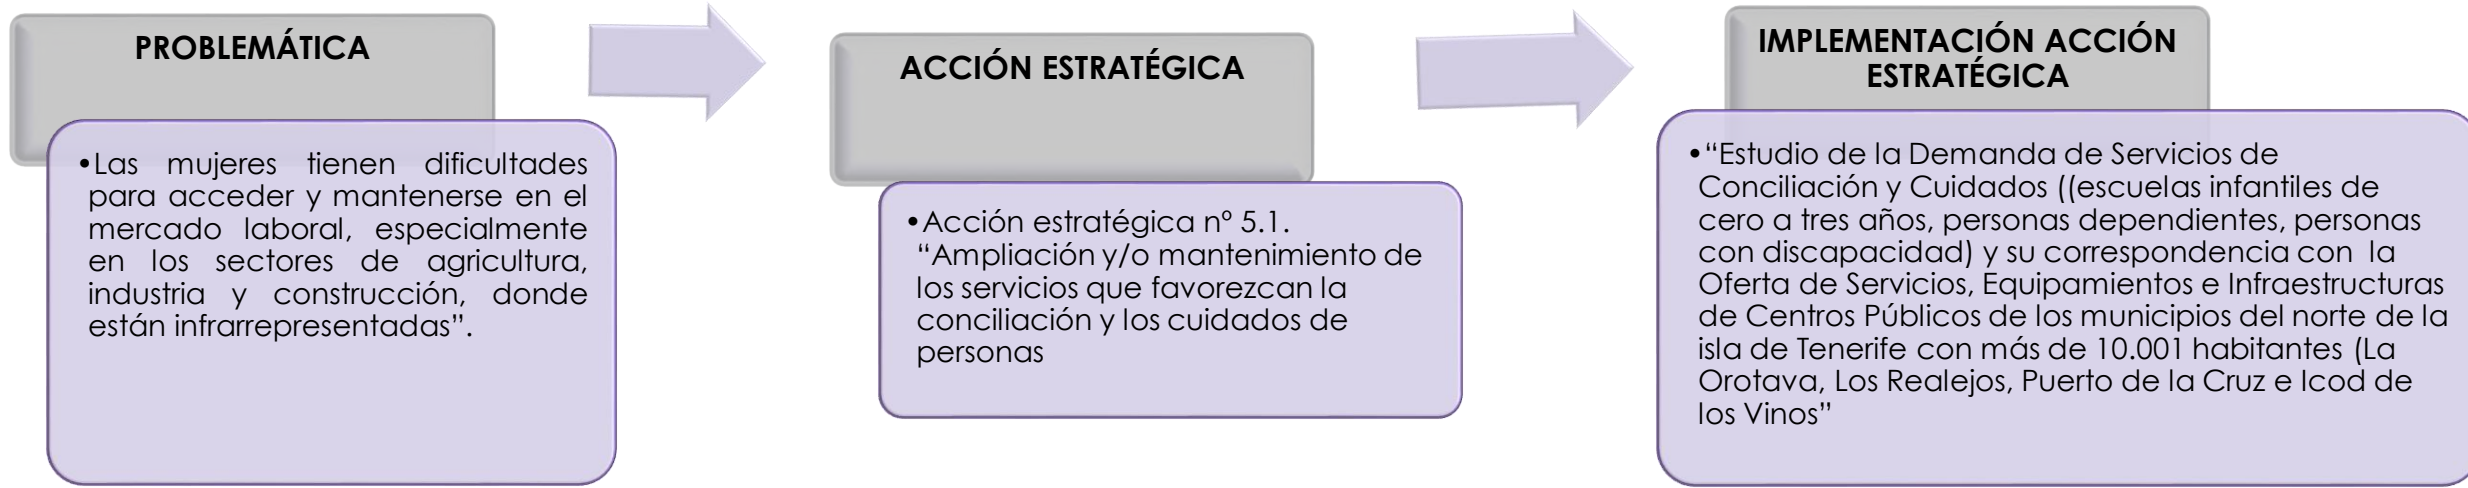 PROBLEMÁTICA
•Las mujeres tienen dificultades
para acceder y mantenerse en el
mercado laboral, especialmente
en los sectores de agricultura,
industria y construcción, donde
están infrarrepresentadas”.
ACCIÓN ESTRATÉGICA
•Acción estratégica nº 5.1.
“Ampliación y/o mantenimiento de
los servicios que favorezcan la
conciliación y los cuidados de
personas
IMPLEMENTACIÓN ACCIÓN
ESTRATÉGICA
•“Estudio de la Demanda de Servicios de
Conciliación y Cuidados ((escuelas infantiles de
cero a tres años, personas dependientes, personas
con discapacidad) y su correspondencia con la
Oferta de Servicios, Equipamientos e Infraestructuras
de Centros Públicos de los municipios del norte de la
isla de Tenerife con más de 10.001 habitantes (La
Orotava, Los Realejos, Puerto de la Cruz e Icod de
los Vinos”